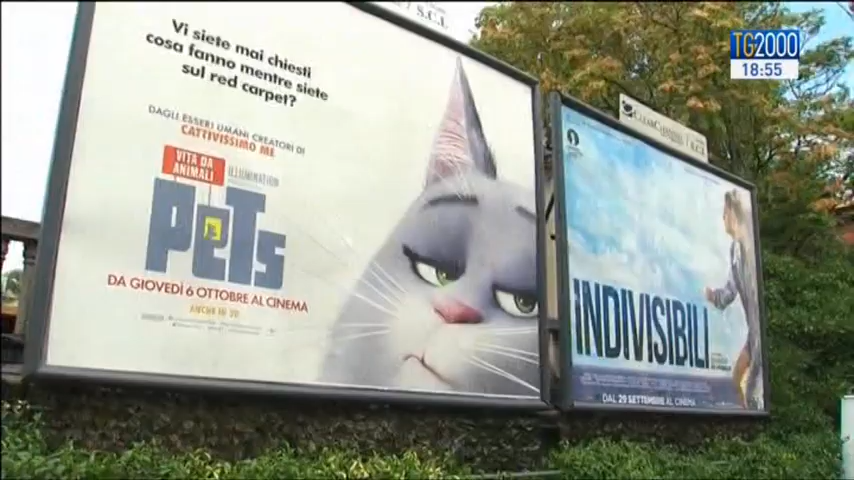 TG2000
18:55
Vi siete mai chiesti
cosa fanno mentre siete
sul red carpet?
DAGLI ESSERI UMANI CREATORI DI
CATTIVISSIMO ME
VITA DA
ANIMALI
ILLUMINATION
PETS
DA GIOVEDÌ 6 OTTOBRE AL CINEMA
ANCHE IN 3D
INDIVISIBILI
DAL 29 SETTEMBRE AL CINEMA